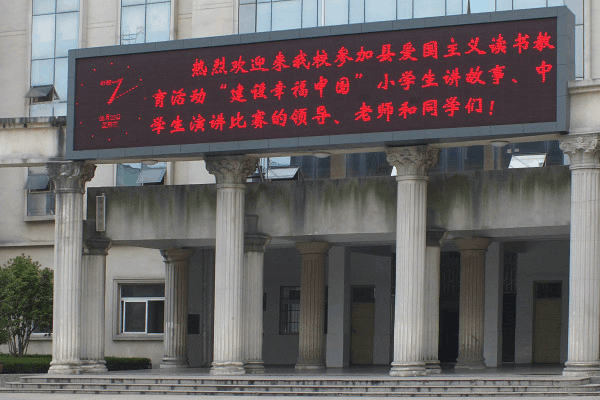 热烈欢迎来我校参加县爱国主义读书教
育活动“建设幸福中国”小学生讲故事、中
学生演讲比赛的领导、老师和同学们！